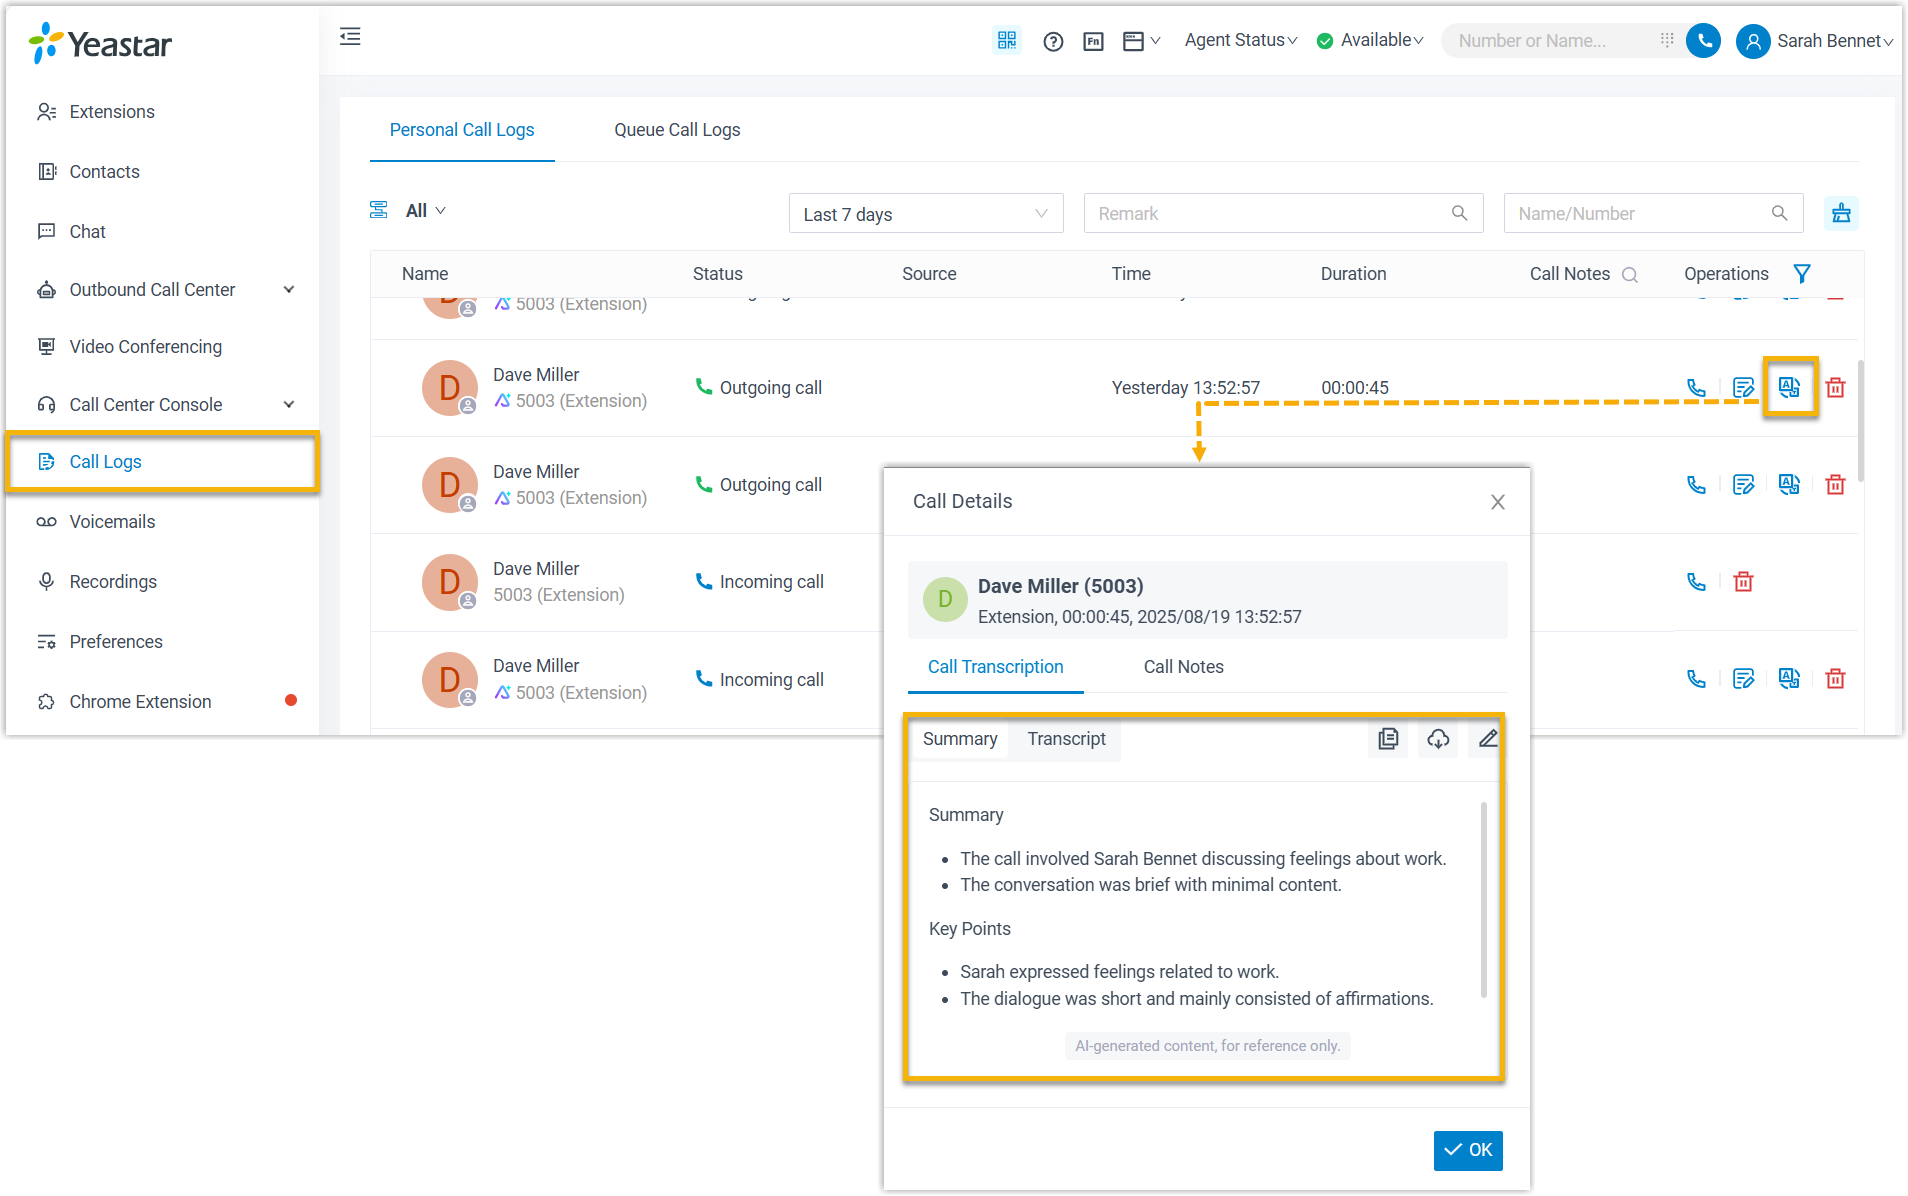 Yeastar
Fn
Agent Status
Available
Number or Name...
Sarah Bennet
Extensions
Contacts
Chat
Outbound Call Center
Video Conferencing
Call Center Console
Call Logs
Voicemails
Recordings
Preferences
Chrome Extension
Personal Call Logs
Queue Call Logs
All
Last 7 days
Remark
Name/Number
Name
Status
Source
Time
Duration
Call Notes
Operations
5003 (Extension)
D
Dave Miller
5003 (Extension)
Outgoing call
Yesterday 13:52:57
00:00:45
D
Dave Miller
5003 (Extension)
Outgoing call
D
Dave Miller
5003 (Extension)
Incoming call
D
Dave Miller
5003 (Extension)
Incoming call
Call Details
D
Dave Miller (5003)
Extension, 00:00:45, 2025/08/19 13:52:57
Call Transcription
Call Notes
Summary
Transcript
Summary
• The call involved Sarah Bennet discussing feelings about work.
• The conversation was brief with minimal content.
Key Points
• Sarah expressed feelings related to work.
• The dialogue was short and mainly consisted of affirmations.
AI-generated content, for reference only.
OK